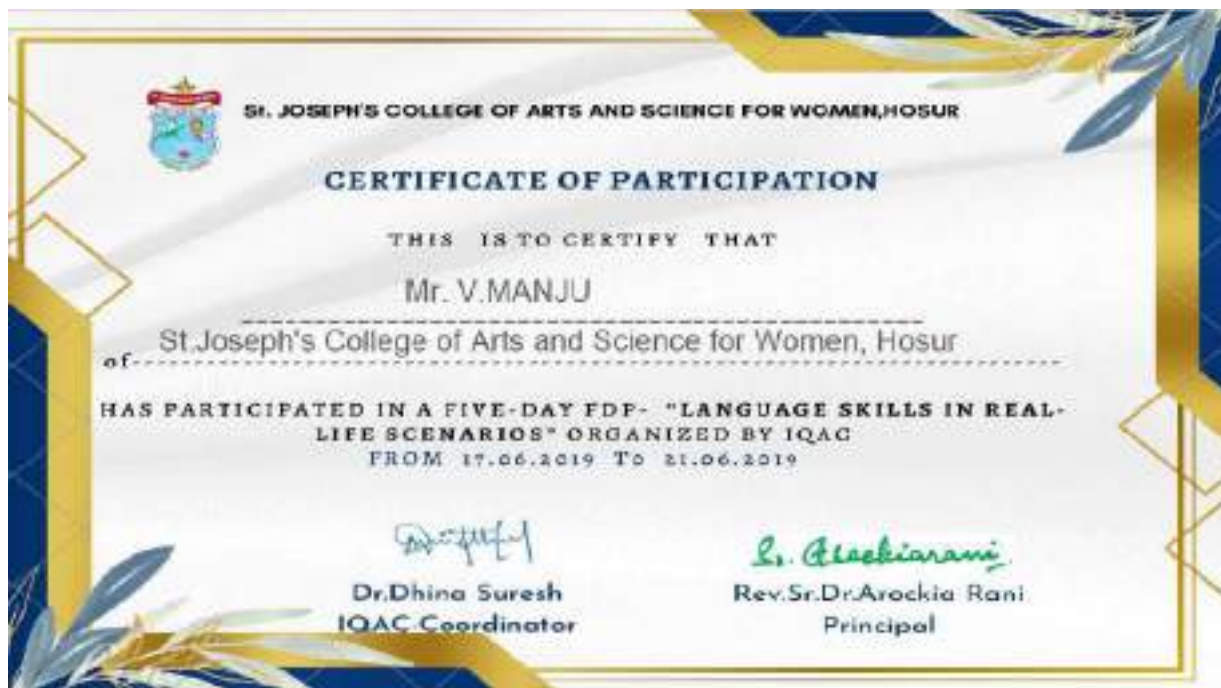 St. JOSEPH'S COLLEGE OF ARTS AND SCIENCE FOR WOMEN,HOSUR
CERTIFICATE OF PARTICIPATION
THIS IS TO CERTIFY THAT
Mr. V.MANJU
St.Joseph's College of Arts and Science for Women, Hosur
of
HAS PARTICIPATED IN A FIVE-DAY FDP- "LANGUAGE SKILLS IN REAL-
LIFE SCENARIOS" ORGANIZED BY IQAC
FROM 17.06.2019 To 21.06.2019
Dr.Dhina Suresh
Rev.Sr.Dr.Arockia Rani
IQAC Coordinator
Principal